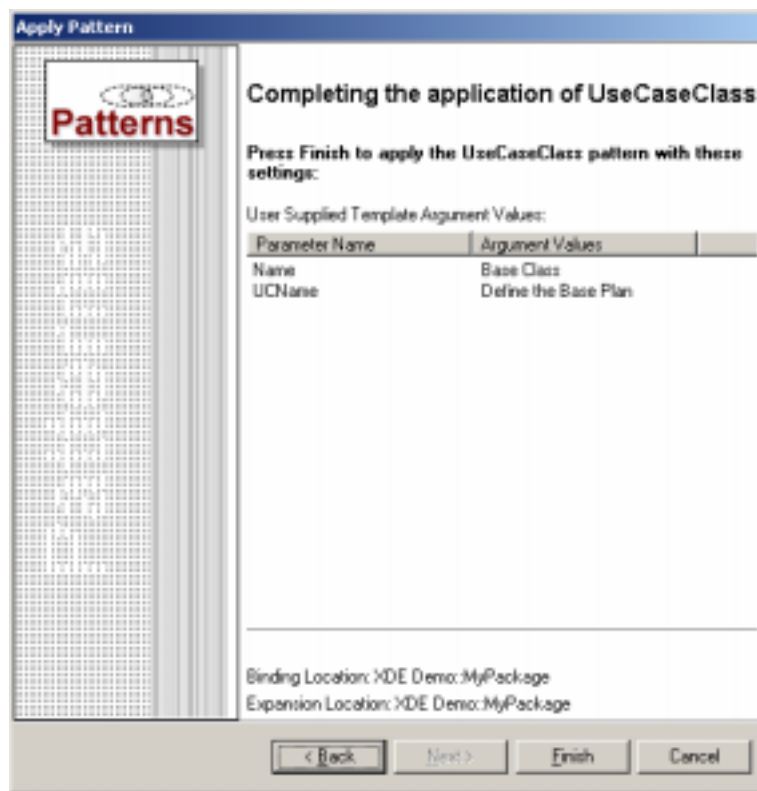 Apply Pattern
Patterns
Completing the application of UseCaseClass
Press Finish to apply the UseCaseClass pattern with these
settings:
User Supplied Template Argument Values:
Parameter Name Argument Values
Name Base Class
UCName Define the Base Plan
Binding Location: XDE Demo::MyPackage
Expansion Location: XDE Demo::MyPackage
< Back Next > Finish Cancel